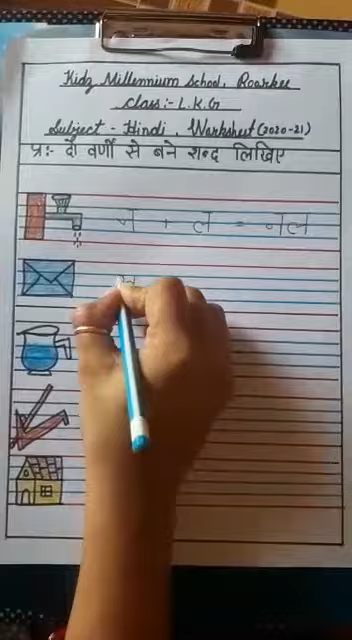 Kidz Millennium School, Roorkee
Class:- L.K.G
Subject - Hindi, Worksheet (2020-21)
प्र:- दो वर्णों से बने शब्द लिखिए
न + ल = नल